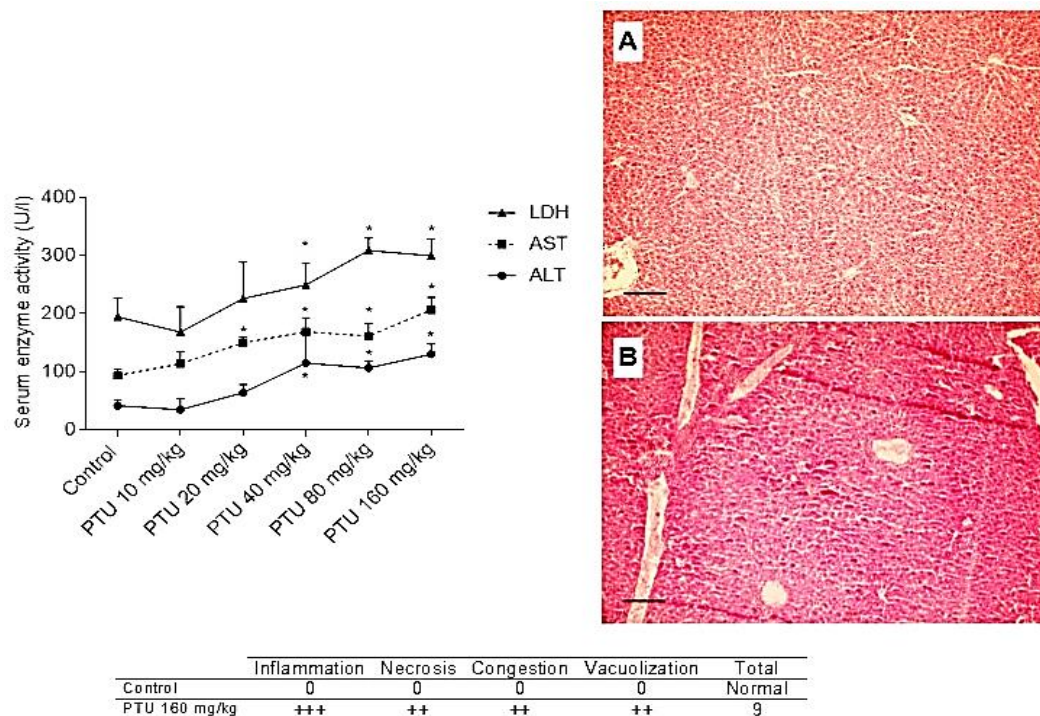 A
400
300
200
100
0
Serum enzyme activity (U/l)
* * *
* * * * *
* * *
LDH
AST
ALT
Control
PTU 10 mg/kg
PTU 20 mg/kg
PTU 40 mg/kg
PTU 80 mg/kg
PTU 160 mg/kg
B
Inflammation Necrosis Congestion Vacuolization Total
Control 0 0 0 0 Normal
PTU 160 mg/kg +++ ++ ++ ++ 9